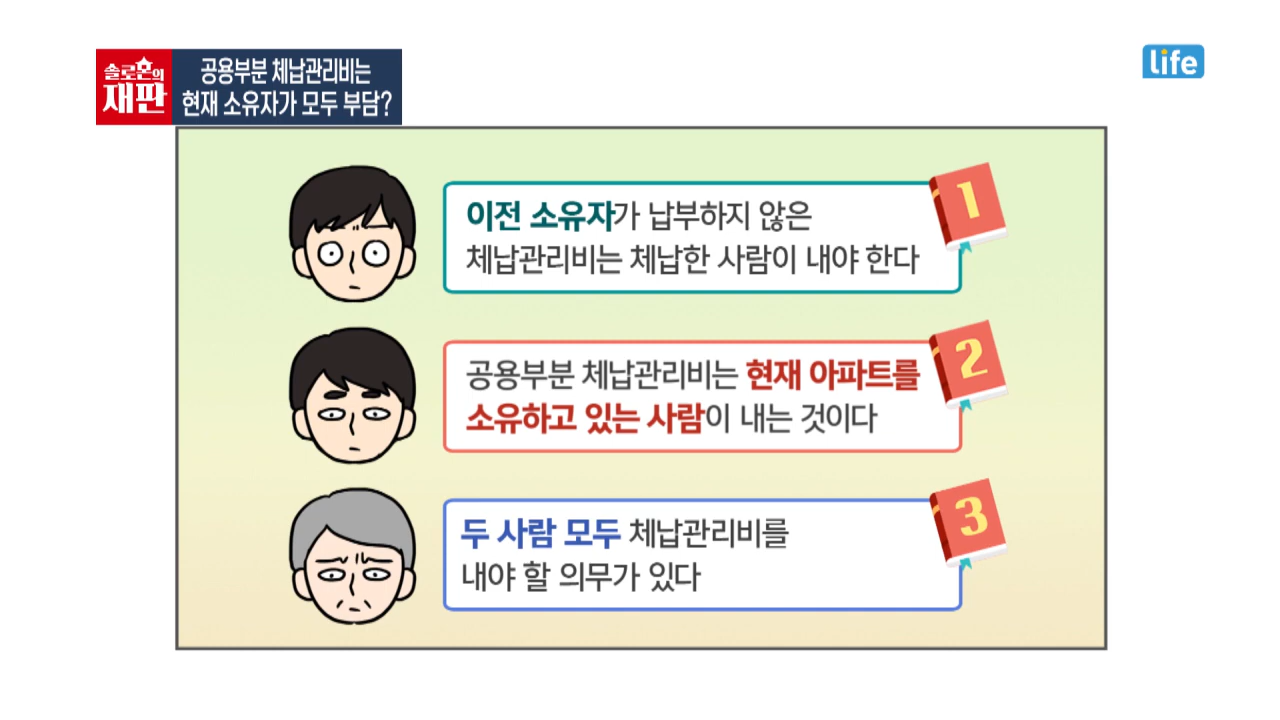 솔로몬의
재판
공용부분 체납관리비는
현재 소유자가 모두 부담?
life
이전 소유자가 납부하지 않은
체납관리비는 체납한 사람이 내야 한다
1
공용부분 체납관리비는 현재 아파트를
소유하고 있는 사람이 내는 것이다
2
두 사람 모두 체납관리비를
내야 할 의무가 있다
3